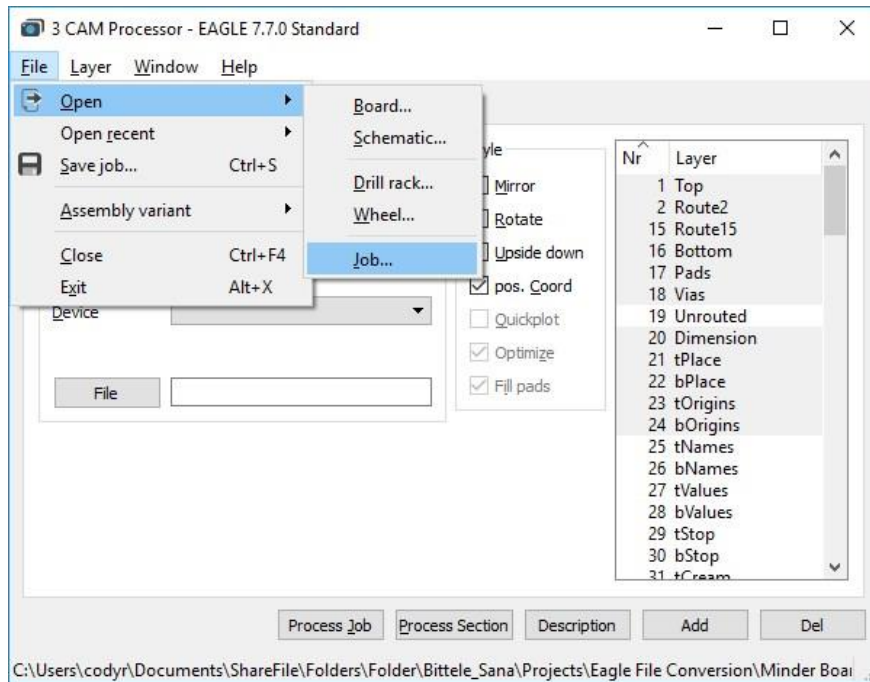 3 CAM Processor - EAGLE 7.7.0 Standard
File Layer Window Help
Open
Open recent
Save job... Ctrl+S
Assembly variant
Close Ctrl+F4
Exit Alt+X
Board...
Schematic...
Drill rack...
Wheel...
Job...
Device
File
yle
Mirror
Rotate
Upside down
pos. Coord
Quickplot
Optimize
Fill pads
Nr Layer
1 Top
2 Route2
15 Route15
16 Bottom
17 Pads
18 Vias
19 Unrouted
20 Dimension
21 tPlace
22 bPlace
23 tOrigins
24 bOrigins
25 tNames
26 bNames
27 tValues
28 bValues
29 tStop
30 bStop
31 tCream
Process Job Process Section Description Add Del
C:\Users\codyr\Documents\ShareFile\Folders\Folder\Bittele_Sana\Projects\Eagle File Conversion\Minder Boar